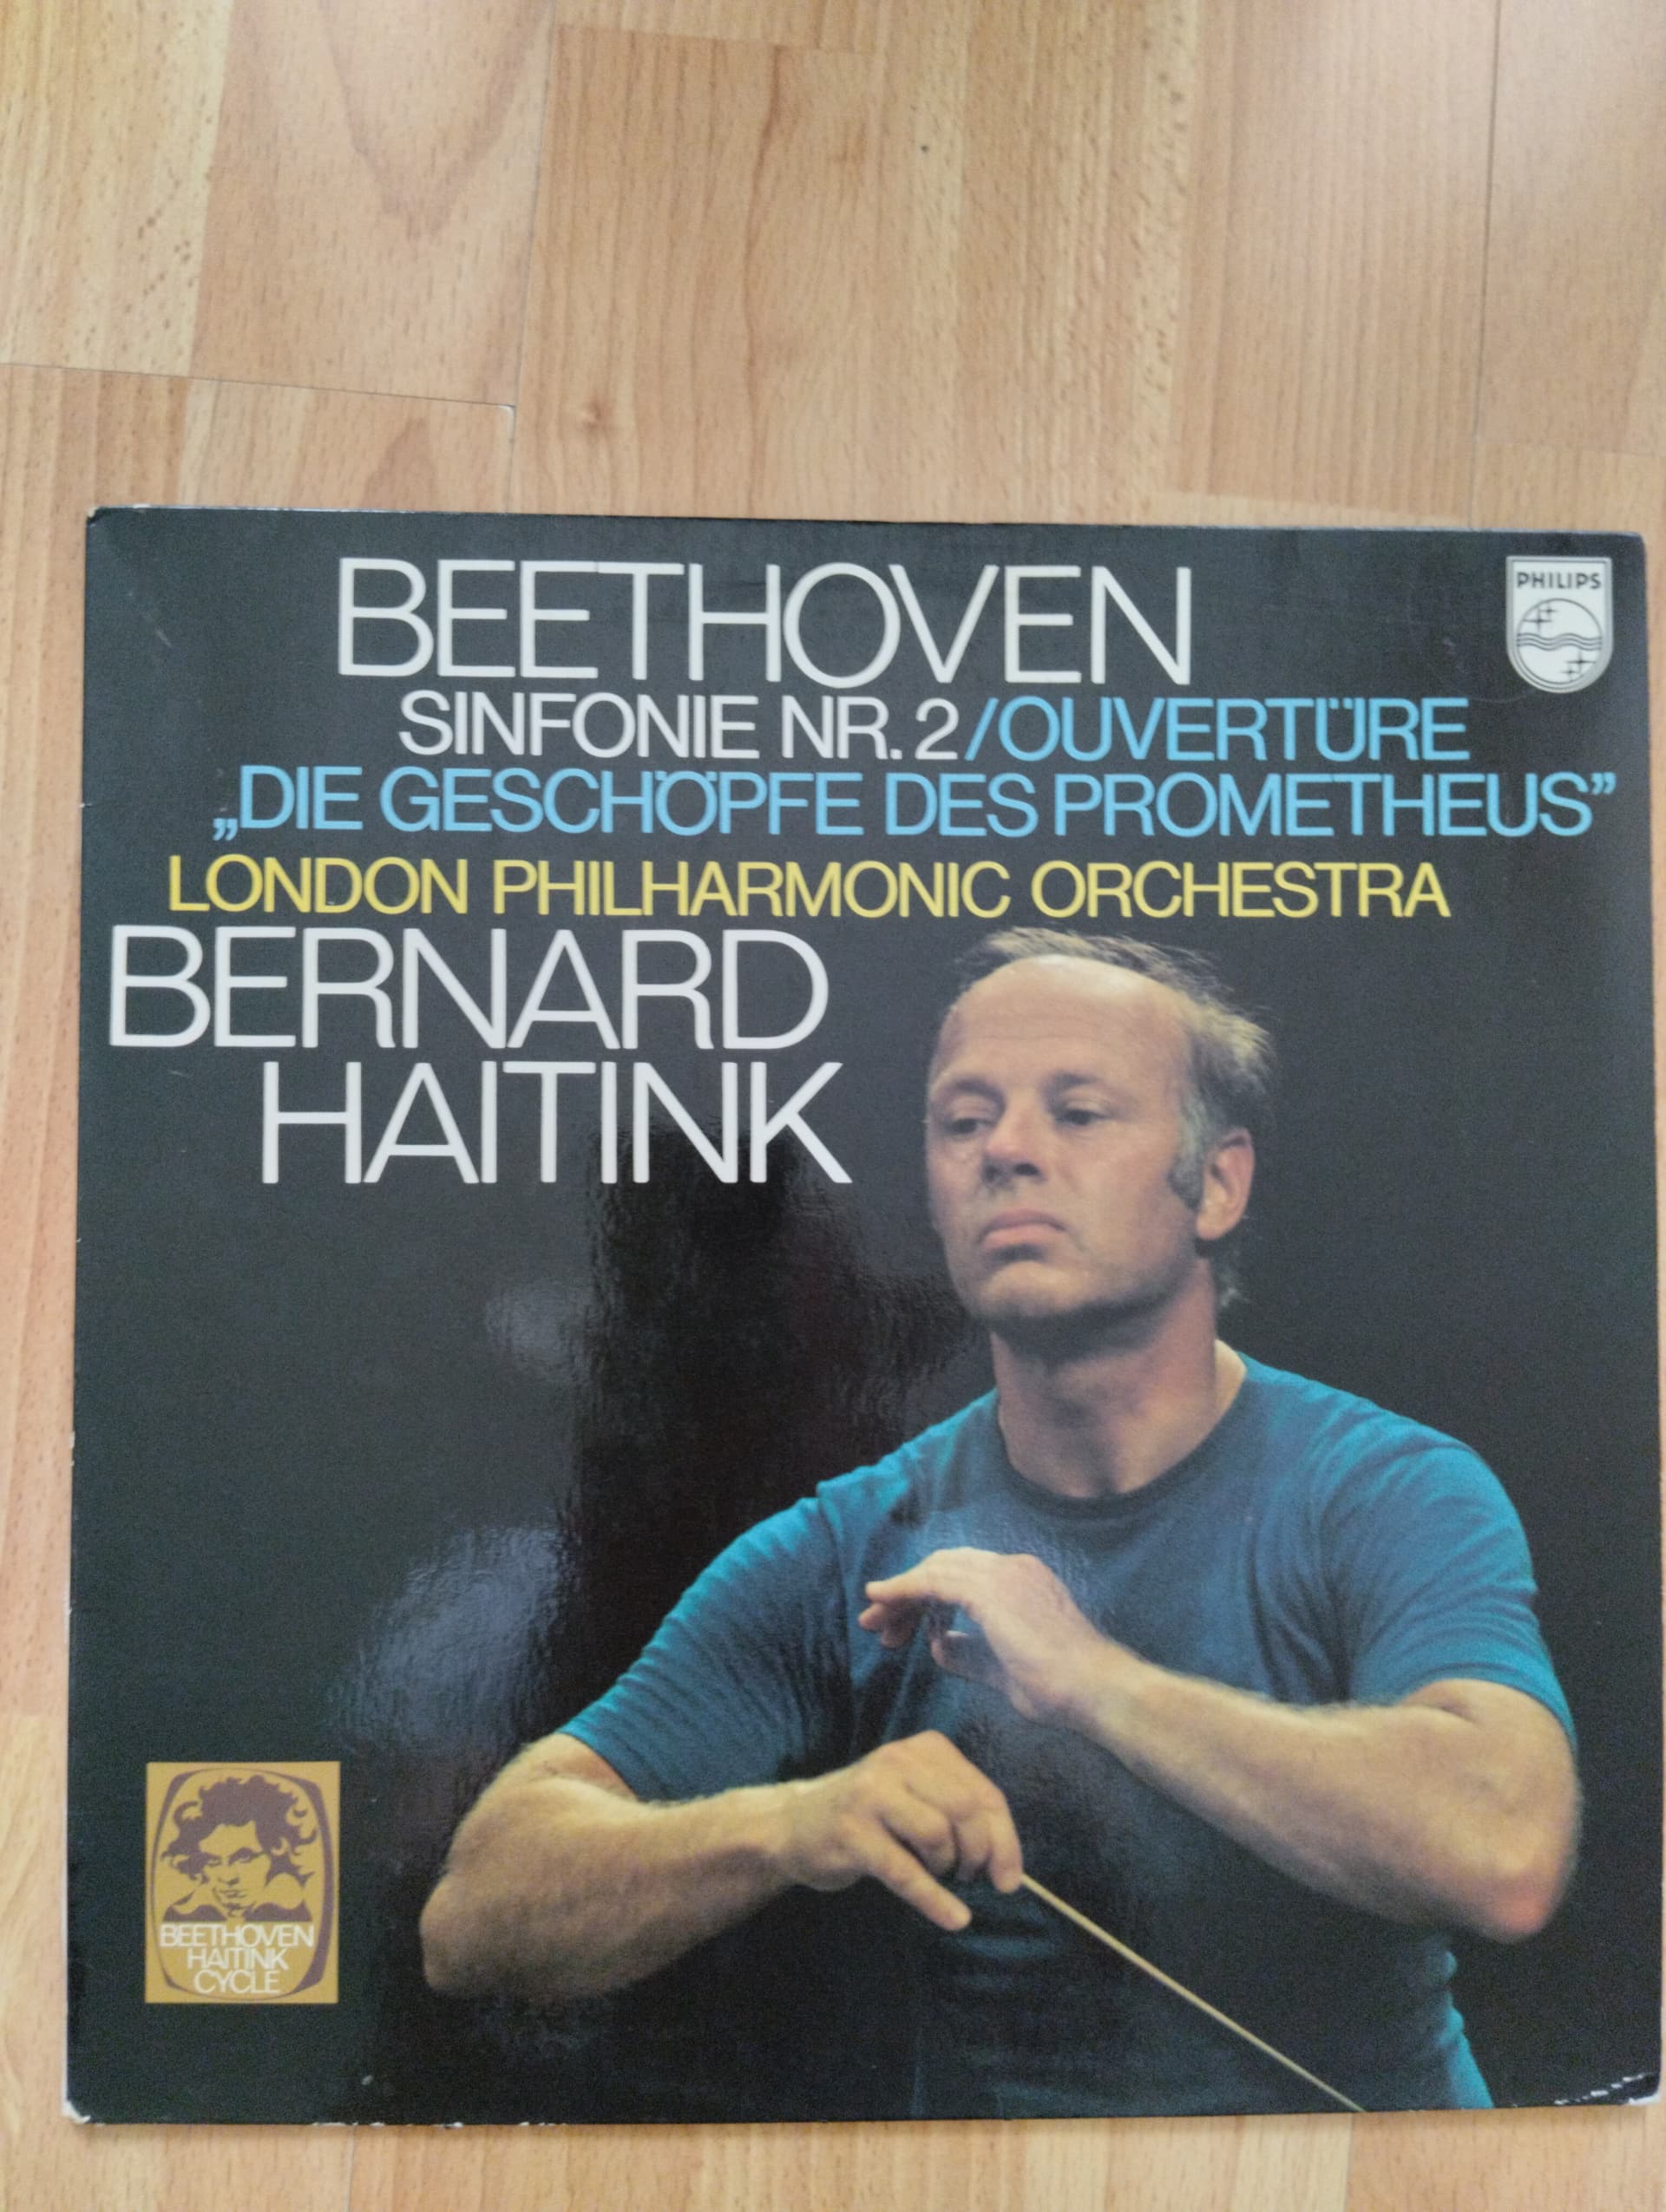 BEETHOVEN
PHILIPS
SINFONIE NR. 2/OUVERTÜRE
„DIE GESCHÖPFE DES PROMETHEUS”
LONDON PHILHARMONIC ORCHESTRA
BERNARD
HAITINK
BEETHOVEN
HAITINK
CYCLE